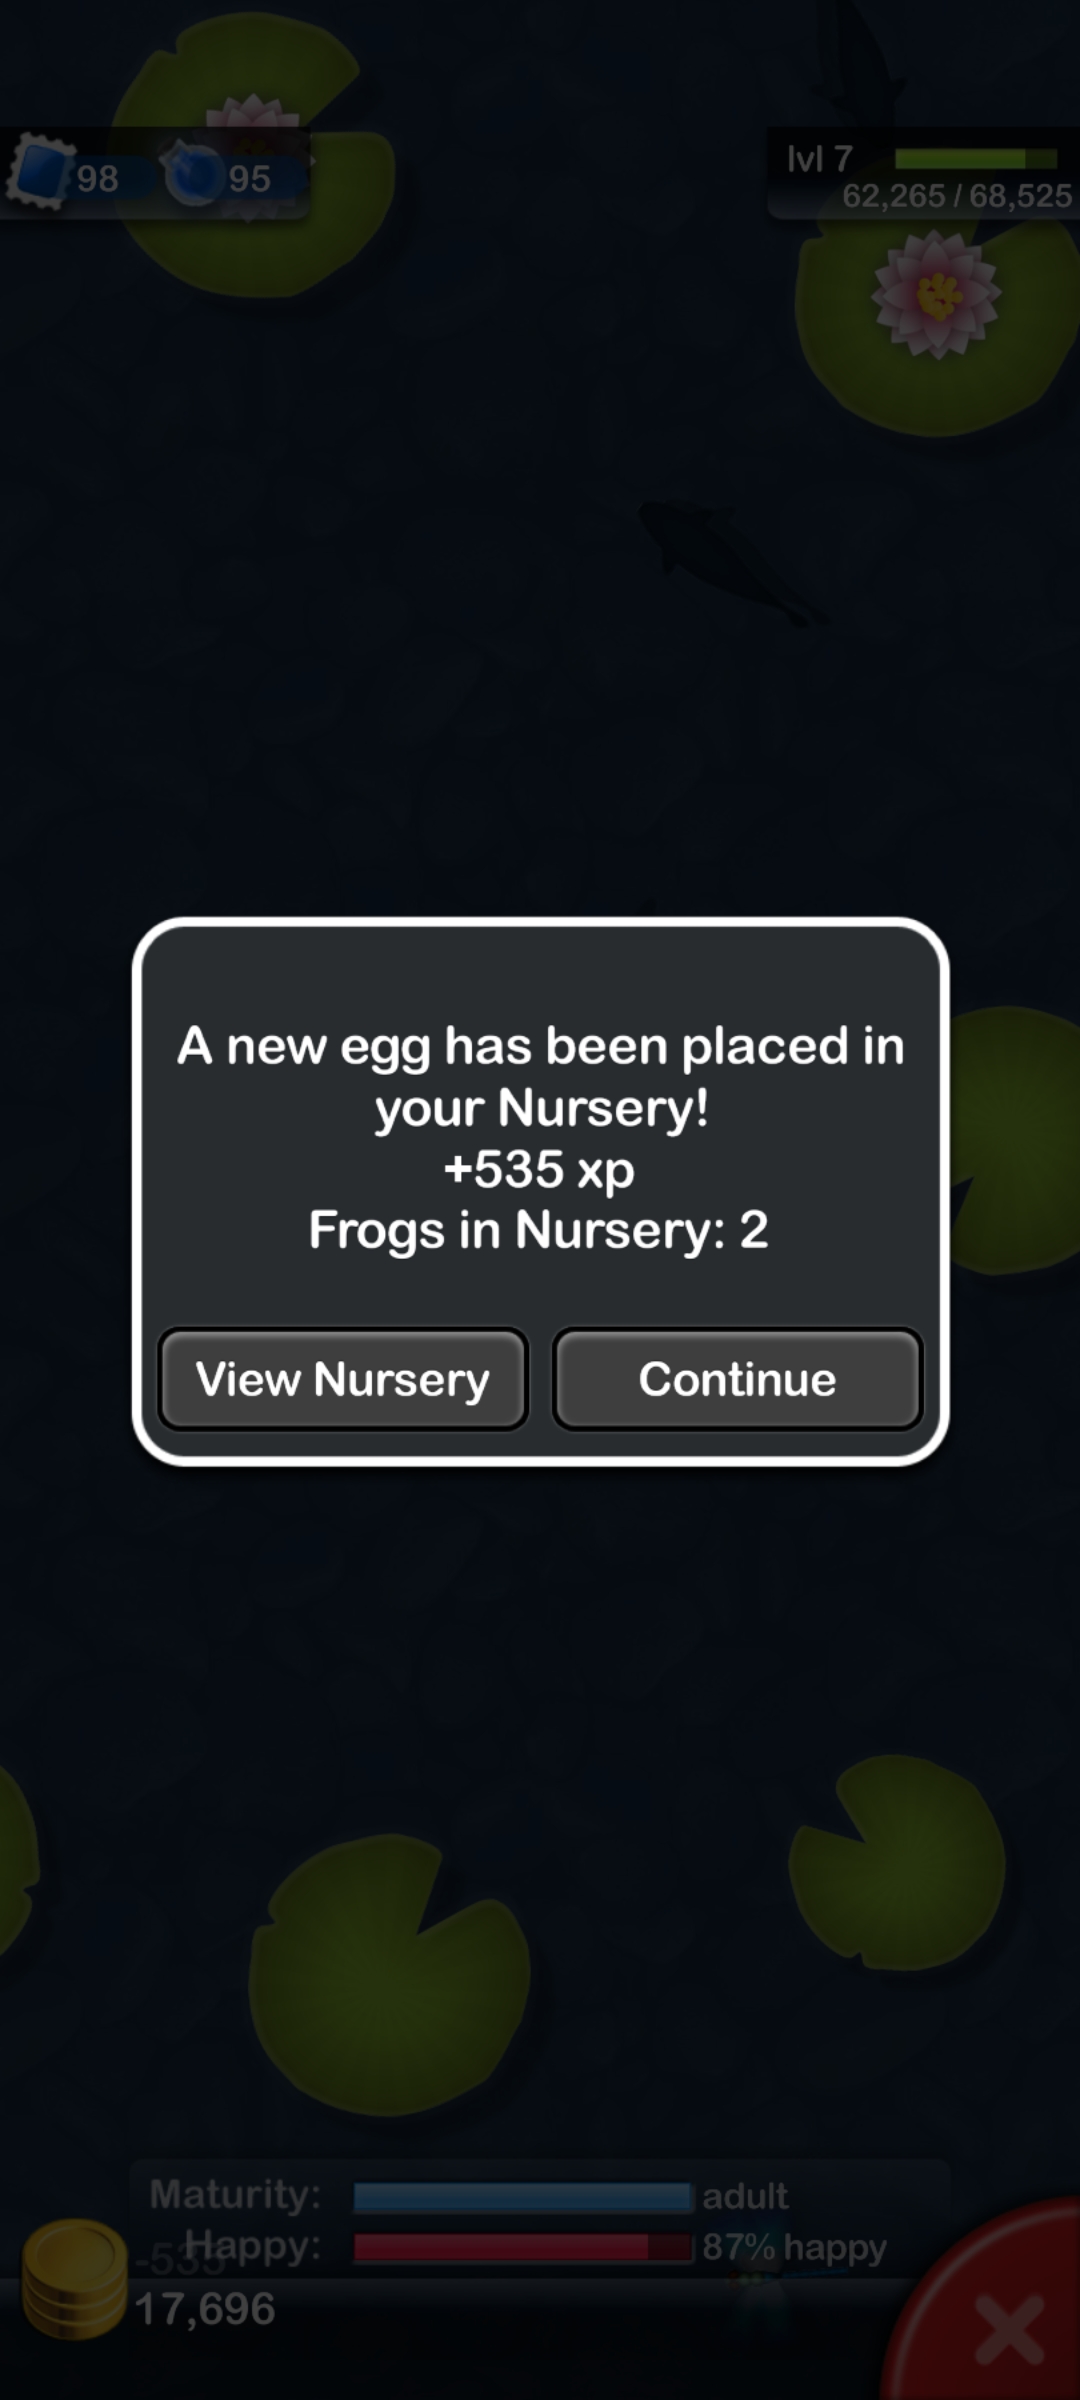 98 95
lvl 7
62,265 / 68,525
A new egg has been placed in
your Nursery!
+535 xp
Frogs in Nursery: 2
View Nursery Continue
Maturity: adult
Happy: 87% happy
-535
17,696